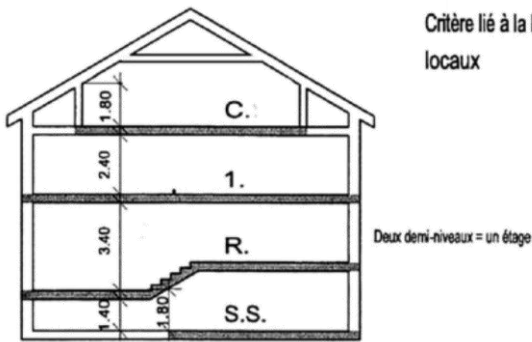 Critère lié à la
locaux
1.80
C.
2.40
1.
3.40
R.
Deux demi-niveaux = un étage
1.40
1.80
S.S.